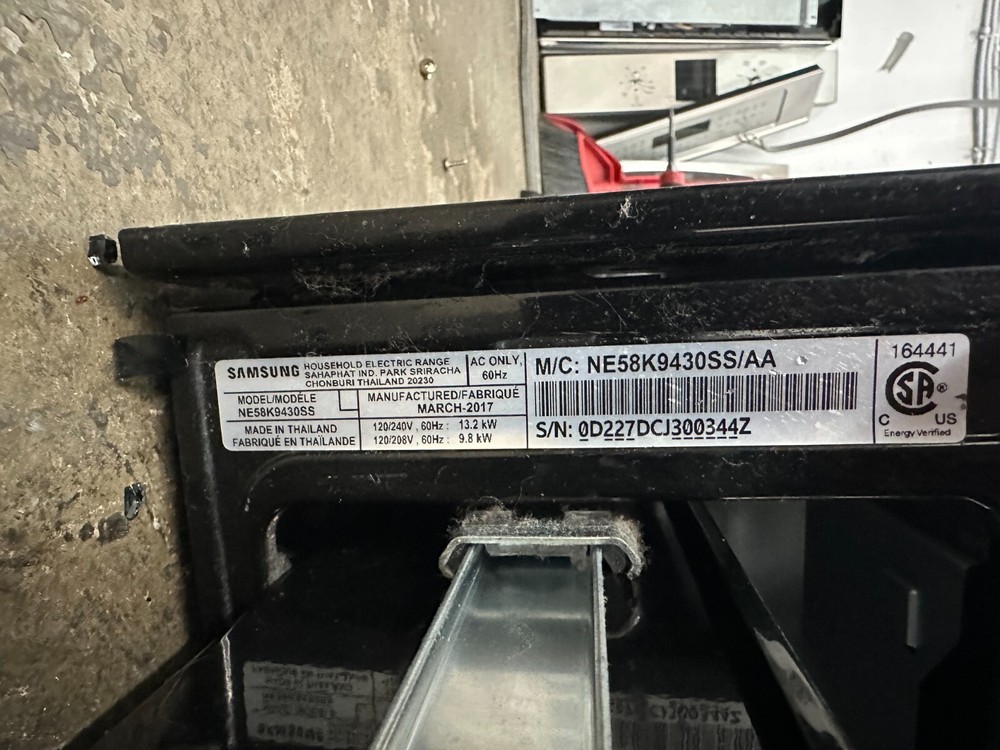 SAMSUNG
HOUSEHOLD ELECTRIC RANGE
SAHAPHAT IND. PARK SRIRACHA
CHONBURI THAILAND 20230
AC ONLY,
60Hz
MODEL/MODÈLE
NE58K9430SS
MANUFACTURED/FABRIQUÉ
MARCH-2017
MADE IN THAILAND
FABRIQUÉ EN THAÏLANDE
120/240V , 60Hz : 13.2 kW
120/208V , 60Hz : 9.8 kW
M/C: NE58K9430SS/AA
S/N: 0D227DCJ300344Z
164441
SA ®
C US
Energy Verified